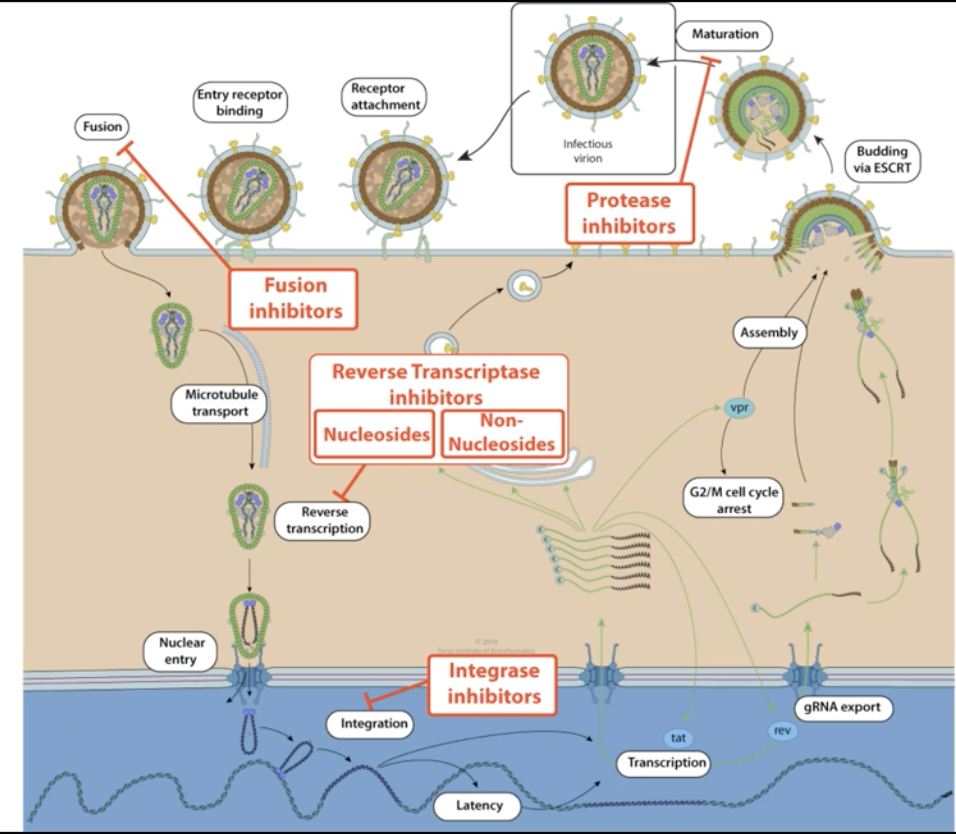 Maturation
Infectious
virion
Receptor
attachment
Entry receptor
binding
Fusion
Budding
via ESCRT
Protease
inhibitors
Fusion
inhibitors
Assembly
Reverse Transcriptase
inhibitors
Nucleosides
Non-
Nucleosides
Microtubule
transport
vpr
G2/M cell cycle
arrest
Reverse
transcription
Nuclear
entry
Integrase
inhibitors
Integration
gRNA export
tat
rev
Transcription
Latency